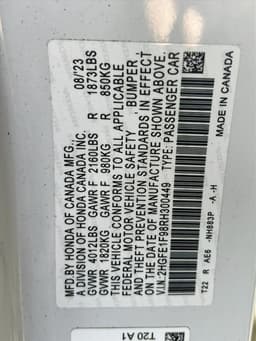 MFD. BY HONDA OF CANADA MFG., 08/'23
A DIVISION OF HONDA CANADA INC.
GVWR 4012LBS GAWR F 2160LBS R 1873LBS
GVWR 1820KG GAWR F 980KG R 850KG
THIS VEHICLE CONFORMS TO ALL APPLICABLE
FEDERAL MOTOR VEHICLE SAFETY, BUMPER,
AND THEFT PREVENTION STANDARDS IN EFFECT
ON THE DATE OF MANUFACTURE SHOWN ABOVE.
V.I.N: 2HGFE1F98RH300449 TYPE: PASSENGER CAR
T22 R AE6 -NH883P -A -H
MADE IN CANADA
T20 A1